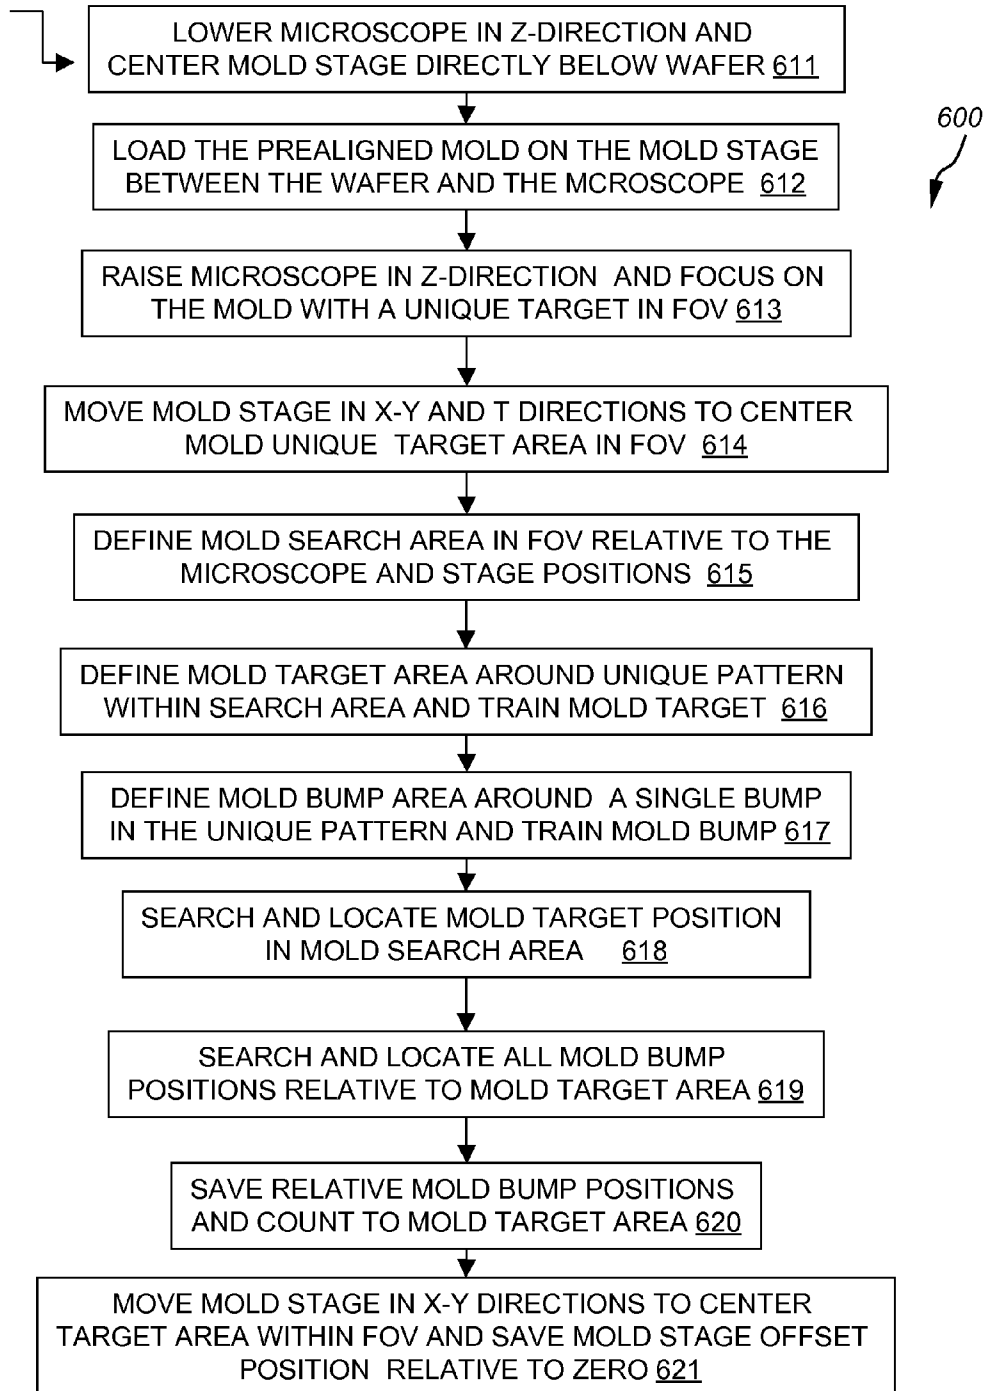 LOWER MICROSCOPE IN Z-DIRECTION AND
CENTER MOLD STAGE DIRECTLY BELOW WAFER 611
600
LOAD THE PREALIGNED MOLD ON THE MOLD STAGE
BETWEEN THE WAFER AND THE MCROSCOPE 612
RAISE MICROSCOPE IN Z-DIRECTION AND FOCUS ON
THE MOLD WITH A UNIQUE TARGET IN FOV 613
MOVE MOLD STAGE IN X-Y AND T DIRECTIONS TO CENTER
MOLD UNIQUE TARGET AREA IN FOV 614
DEFINE MOLD SEARCH AREA IN FOV RELATIVE TO THE
MICROSCOPE AND STAGE POSITIONS 615
DEFINE MOLD TARGET AREA AROUND UNIQUE PATTERN
WITHIN SEARCH AREA AND TRAIN MOLD TARGET 616
DEFINE MOLD BUMP AREA AROUND A SINGLE BUMP
IN THE UNIQUE PATTERN AND TRAIN MOLD BUMP 617
SEARCH AND LOCATE MOLD TARGET POSITION
IN MOLD SEARCH AREA 618
SEARCH AND LOCATE ALL MOLD BUMP
POSITIONS RELATIVE TO MOLD TARGET AREA 619
SAVE RELATIVE MOLD BUMP POSITIONS
AND COUNT TO MOLD TARGET AREA 620
MOVE MOLD STAGE IN X-Y DIRECTIONS TO CENTER
TARGET AREA WITHIN FOV AND SAVE MOLD STAGE OFFSET
POSITION RELATIVE TO ZERO 621